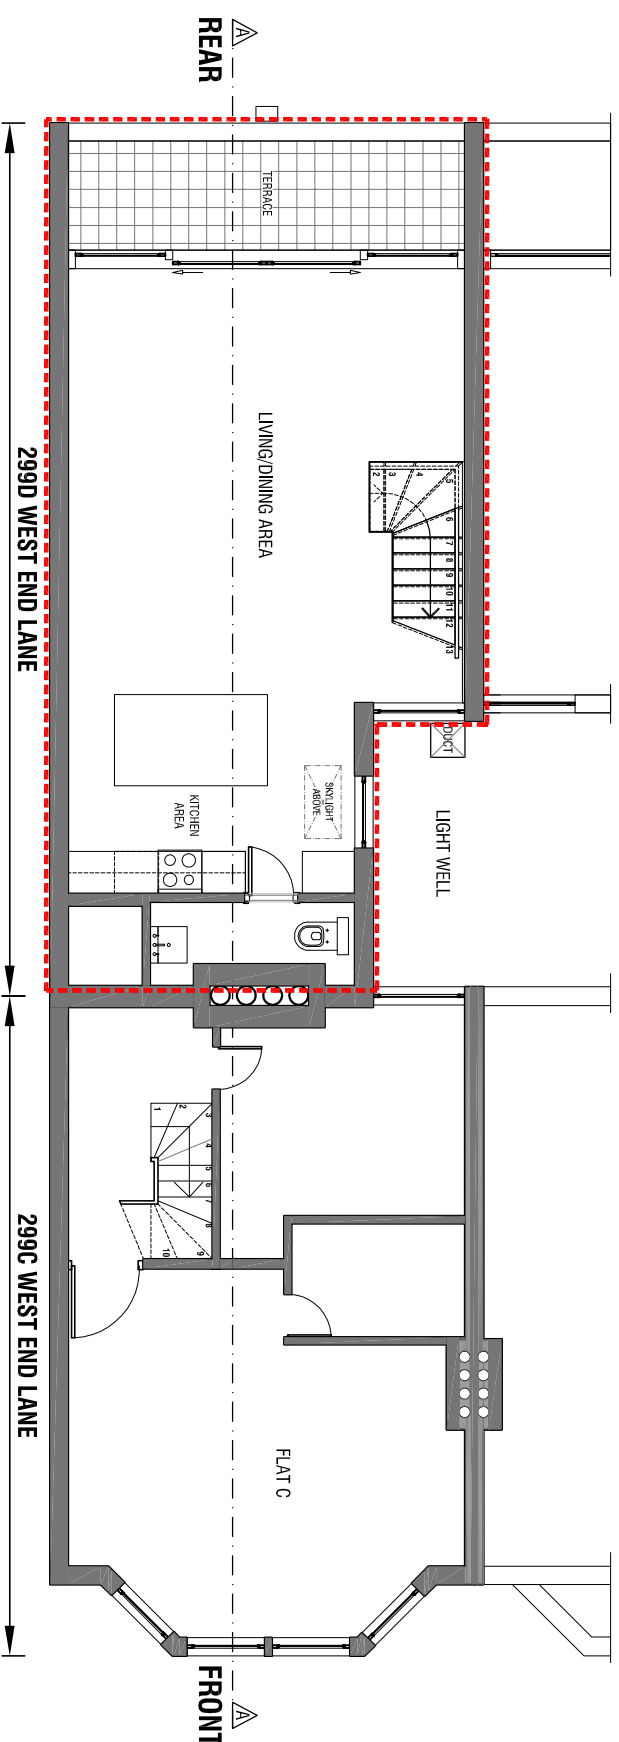 REAR
A
TERRACE
LIVING/DINING AREA
2
3
4
5
6
7
8
9
10
11
12
13
299D WEST END LANE
DUCT
SKYLIGHT
ABOVE
KITCHEN
AREA
LIGHT WELL
1
2
3
4
5
6
7
8
9
10
299C WEST END LANE
FLAT C
FRONT
A